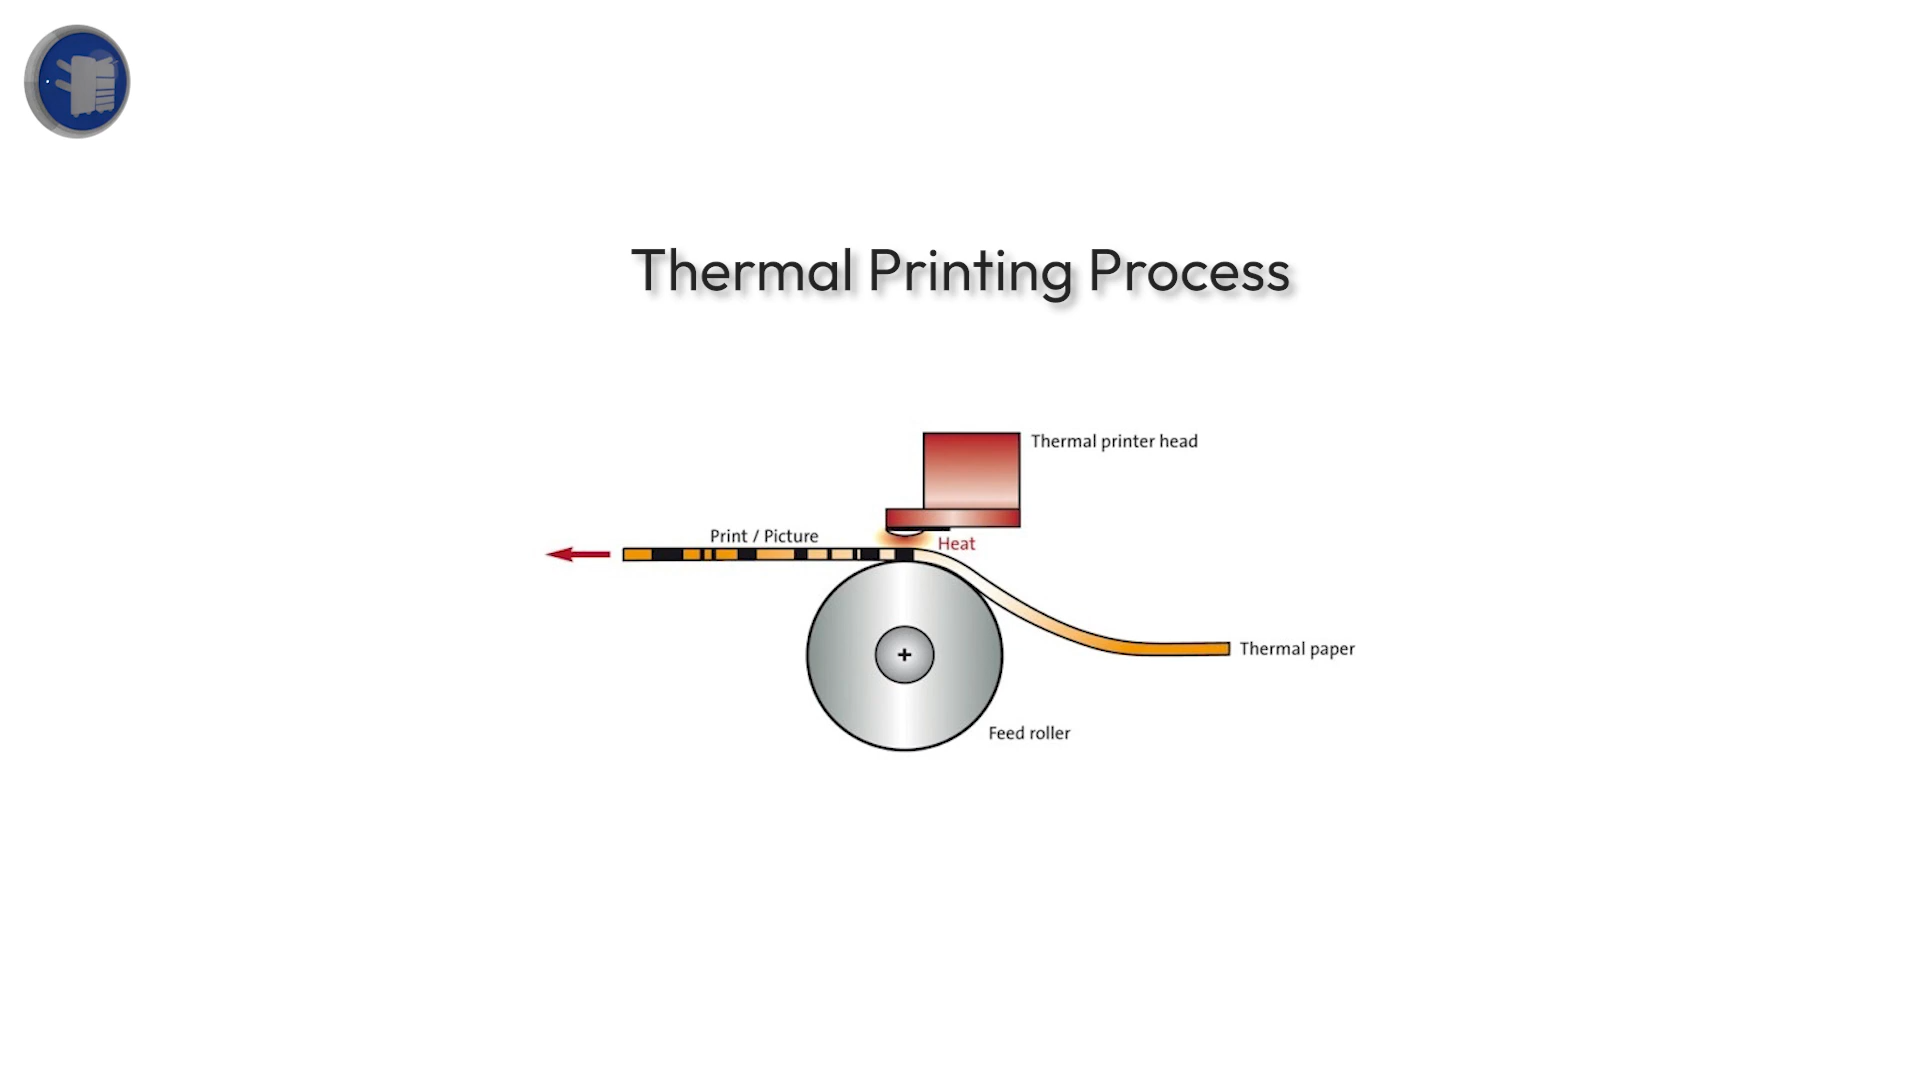 Thermal Printing Process
Thermal printer head
Print / Picture
Heat
Thermal paper
Feed roller